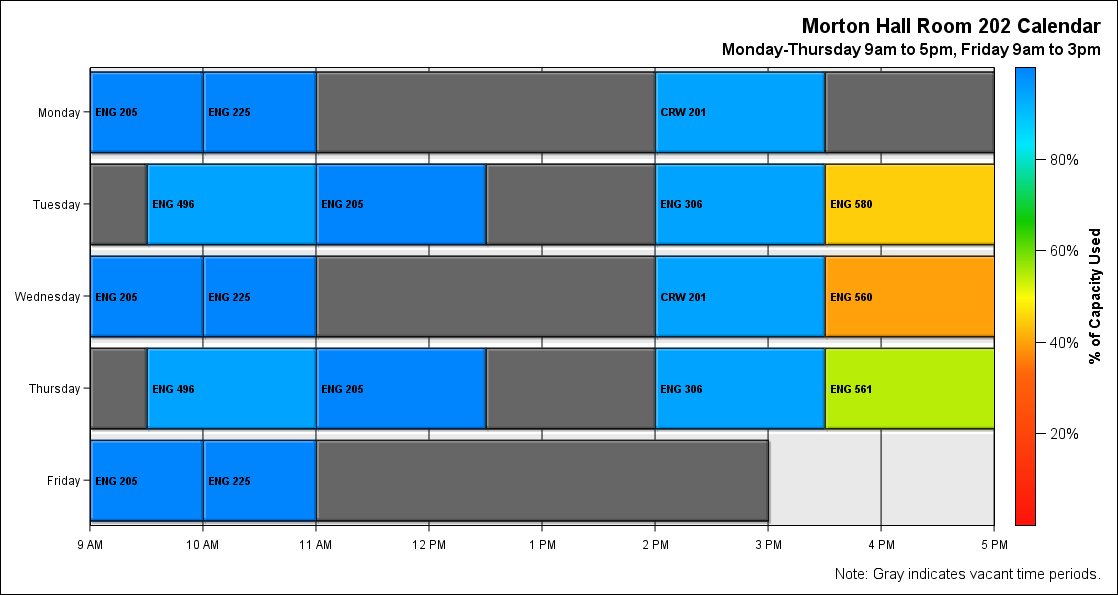 Morton Hall Room 202 Calendar
Monday-Thursday 9am to 5pm, Friday 9am to 3pm
Monday
ENG 205
ENG 225
CRW 201
Tuesday
ENG 496
ENG 205
ENG 306
ENG 580
Wednesday
ENG 205
ENG 225
CRW 201
ENG 560
Thursday
ENG 496
ENG 205
ENG 306
ENG 561
Friday
ENG 205
ENG 225
9 AM
10 AM
11 AM
12 PM
1 PM
2 PM
3 PM
4 PM
5 PM
80%
60%
40%
20%
% of Capacity Used
Note: Gray indicates vacant time periods.